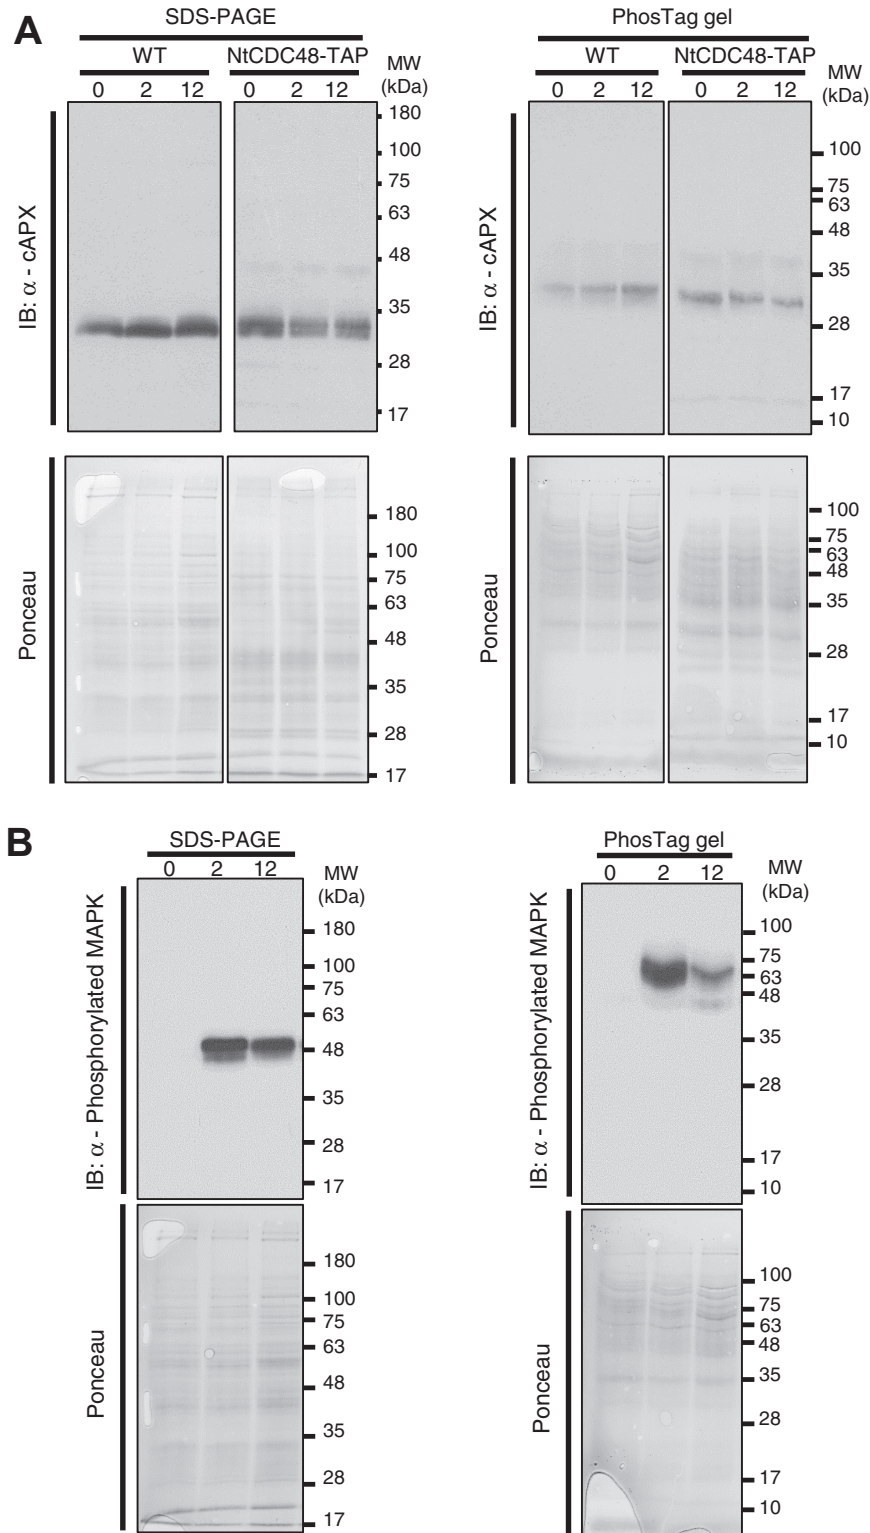 A
SDS-PAGE
WT
NtCDC48-TAP
MW
(kDa)
0 2 12
0 2 12
IB: α - cAPX
180
100
75
63
48
35
28
17
Ponceau
180
100
75
63
48
35
28
17
PhosTag gel
WT
NtCDC48-TAP
MW
(kDa)
0 2 12
0 2 12
IB: α - cAPX
100
75
63
48
35
28
17
10
Ponceau
100
75
63
48
35
28
17
10
B
SDS-PAGE
0 2 12
MW
(kDa)
IB: α - Phosphorylated MAPK
180
100
75
63
48
35
28
17
Ponceau
180
100
75
63
48
35
28
17
PhosTag gel
0 2 12
MW
(kDa)
IB: α - Phosphorylated MAPK
100
75
63
48
35
28
17
10
Ponceau
100
75
63
48
35
28
17
10